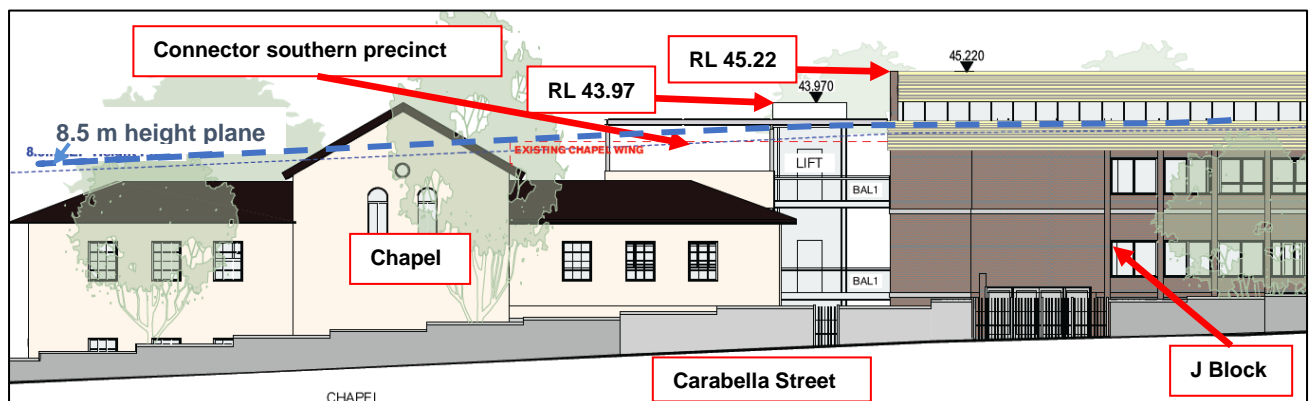 Connector southern precinct
RL 45.22
45.220
RL 43.97
43.970
8.5 m height plane
EXISTING CHAPEL WING
LIFT
BAL1
Chapel
BAL1
J Block
Carabella Street
CHAPEL